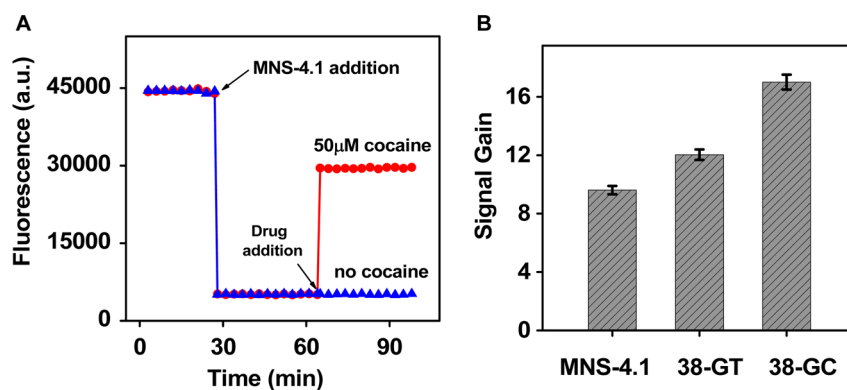 A
Fluorescence (a.u.)
45000
30000
15000
0
MNS-4.1 addition
50μM cocaine
Drug
addition
no cocaine
0
30
60
90
Time (min)
B
Signal Gain
16
12
8
4
0
MNS-4.1
38-GT
38-GC